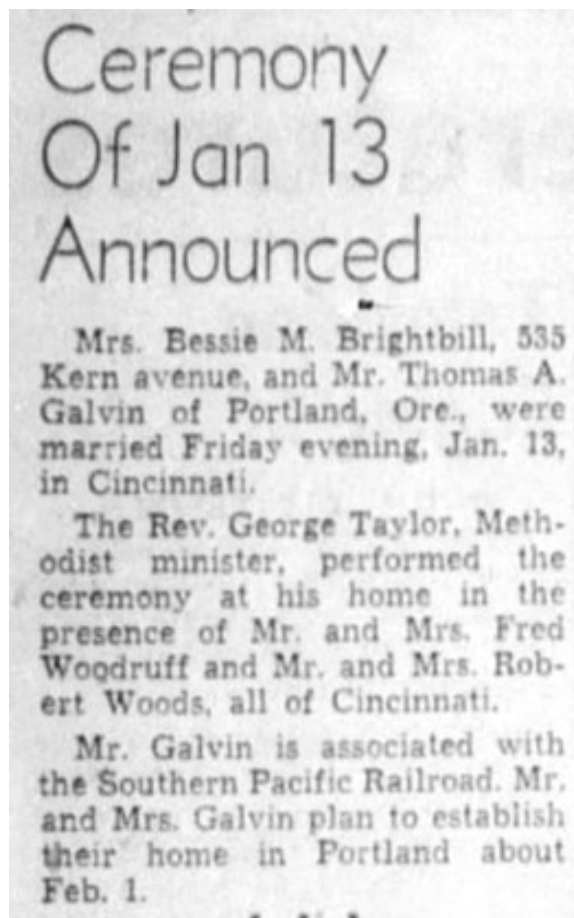 Ceremony
Of Jan 13
Announced
Mrs. Bessie M. Brightbill, 535
Kern avenue, and Mr. Thomas A.
Galvin of Portland, Ore., were
married Friday evening, Jan. 13,
in Cincinnati.
The Rev. George Taylor, Meth-
odist minister, performed the
ceremony at his home in the
presence of Mr. and Mrs. Fred
Woodruff and Mr. and Mrs. Rob-
ert Woods, all of Cincinnati.
Mr. Galvin is associated with
the Southern Pacific Railroad. Mr.
and Mrs. Galvin plan to establish
their home in Portland about
Feb. 1.